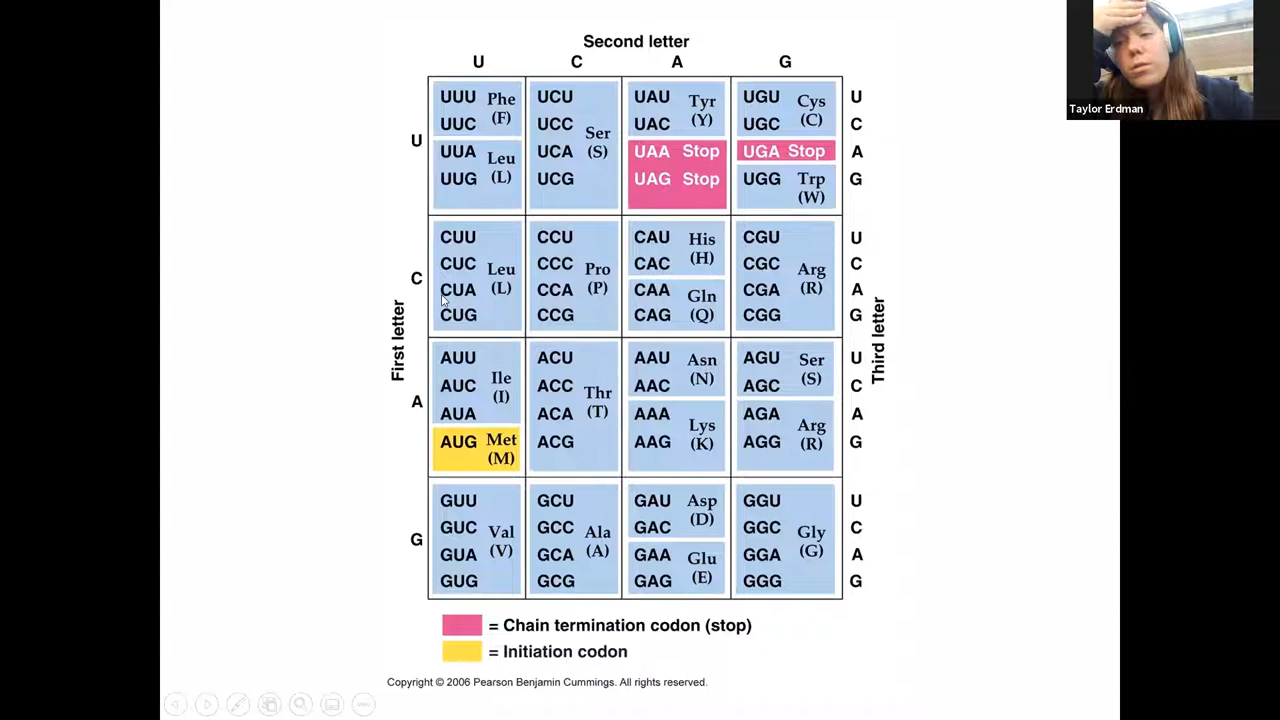 Second letter
U C A G
UUU Phe UCU UAU Tyr UGU Cys U
UUC (F) UCC UAC (Y) UGC (C) C
U Ser
UUA Leu UCA (S) UAA Stop UGA Stop A
UUG (L) UCG UAG Stop UGG Trp G
(W)
CUU CCU CAU His CGU U
CUC CCC CAC (H) CGC C
C Leu Pro Arg
CUA (L) CCA (P) CAA Gln CGA (R) A
CUG CCG CAG (Q) CGG G
First letter
Third letter
AUU ACU AAU Asn AGU Ser U
AUC Ile ACC AAC (N) AGC (S) C
A (I) Thr
AUA ACA (T) AAA Lys AGA Arg A
AUG Met ACG AAG (K) AGG (R) G
(M)
GUU GCU GAU Asp GGU U
GUC GCC GAC (D) GGC C
G Val Ala Gly
GUA (V) GCA (A) GAA Glu GGA (G) A
GUG GCG GAG (E) GGG G
= Chain termination codon (stop)
= Initiation codon
Copyright © 2006 Pearson Benjamin Cummings. All rights reserved.
Taylor Erdman